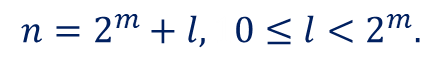 n = 2^m + l, 0 ≤ l < 2^m.